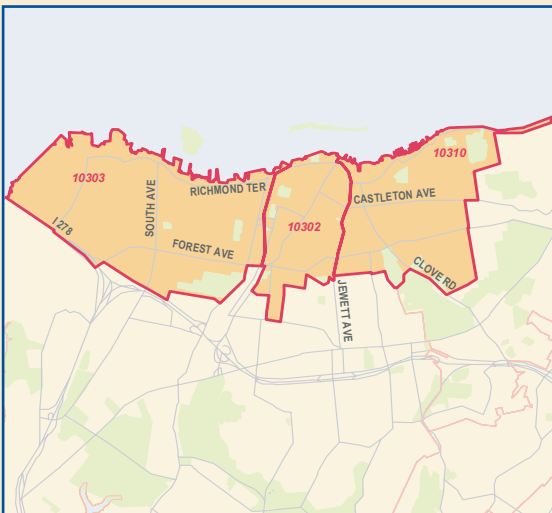 10310
10303
RICHMOND TER
CASTLETON AVE
SOUTH AVE
10302
I 278
FOREST AVE
CLOVE RD
JEWETT AVE